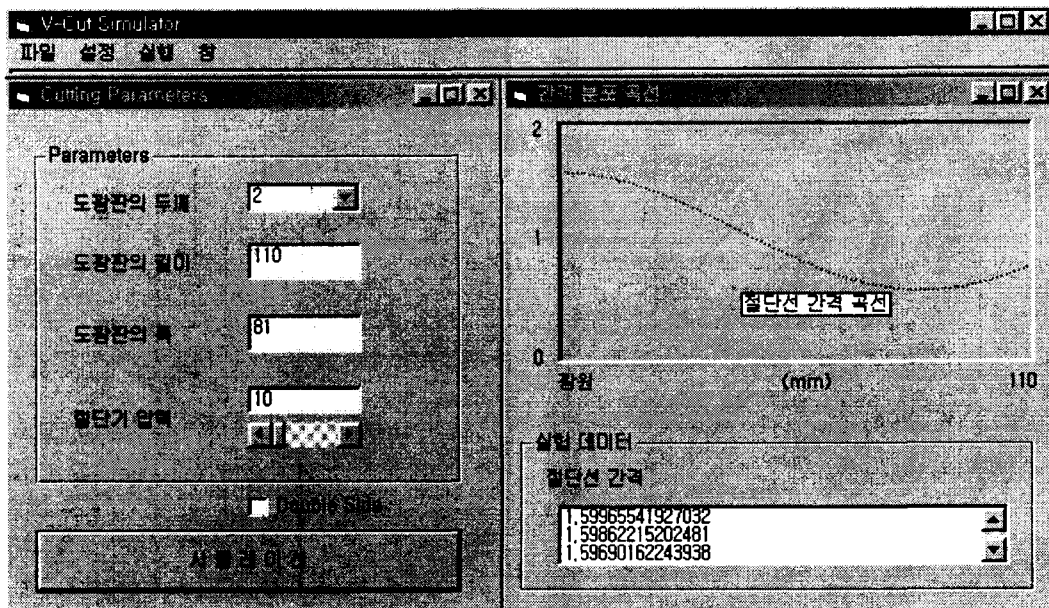 V-Cut Simulator
파일 설정 실행 창
Cutting Parameters
Parameters
도광판의 두께
2
도광판의 길이
110
도광판의 폭
81
절단기 압력
10
Double Side
시뮬레이션
간격 분포 곡선
2
1
0
절단선 간격 곡선
광원 (mm) 110
실험 데이터
절단선 간격
1,59965541927032
1,59862215202481
1,59690162243938